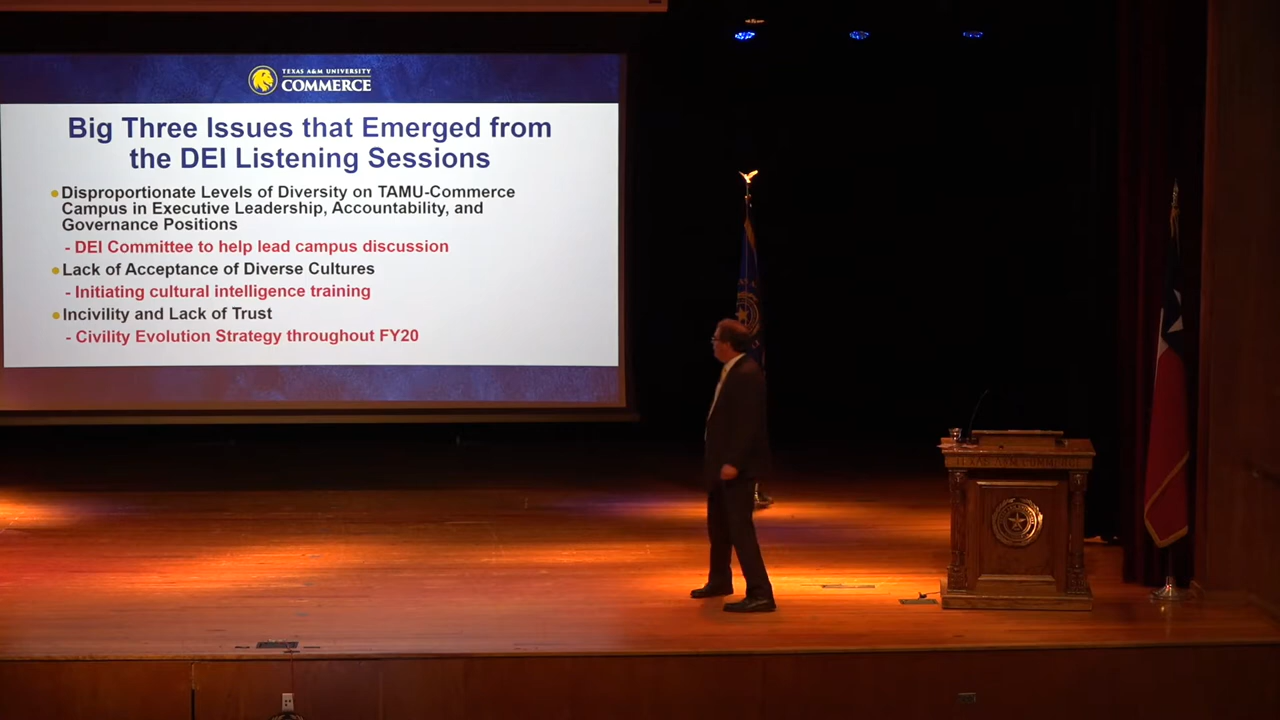 TEXAS A&M UNIVERSITY
COMMERCE
Big Three Issues that Emerged from
the DEI Listening Sessions
Disproportionate Levels of Diversity on TAMU-Commerce
Campus in Executive Leadership, Accountability, and
Governance Positions
- DEI Committee to help lead campus discussion
Lack of Acceptance of Diverse Cultures
- Initiating cultural intelligence training
Incivility and Lack of Trust
- Civility Evolution Strategy throughout FY20
TEXAS A&M COMMERCE